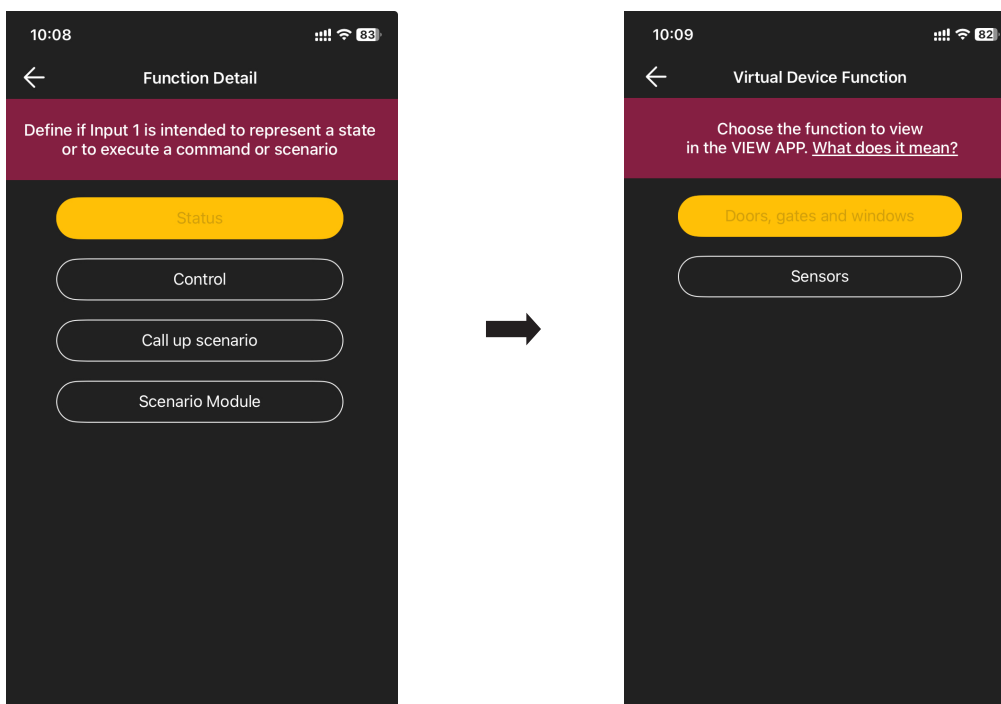 10:08
83
Function Detail
Define if Input 1 is intended to represent a state
or to execute a command or scenario
Status
Control
Call up scenario
Scenario Module
10:09
82
Virtual Device Function
Choose the function to view
in the VIEW APP. What does it mean?
Doors, gates and windows
Sensors